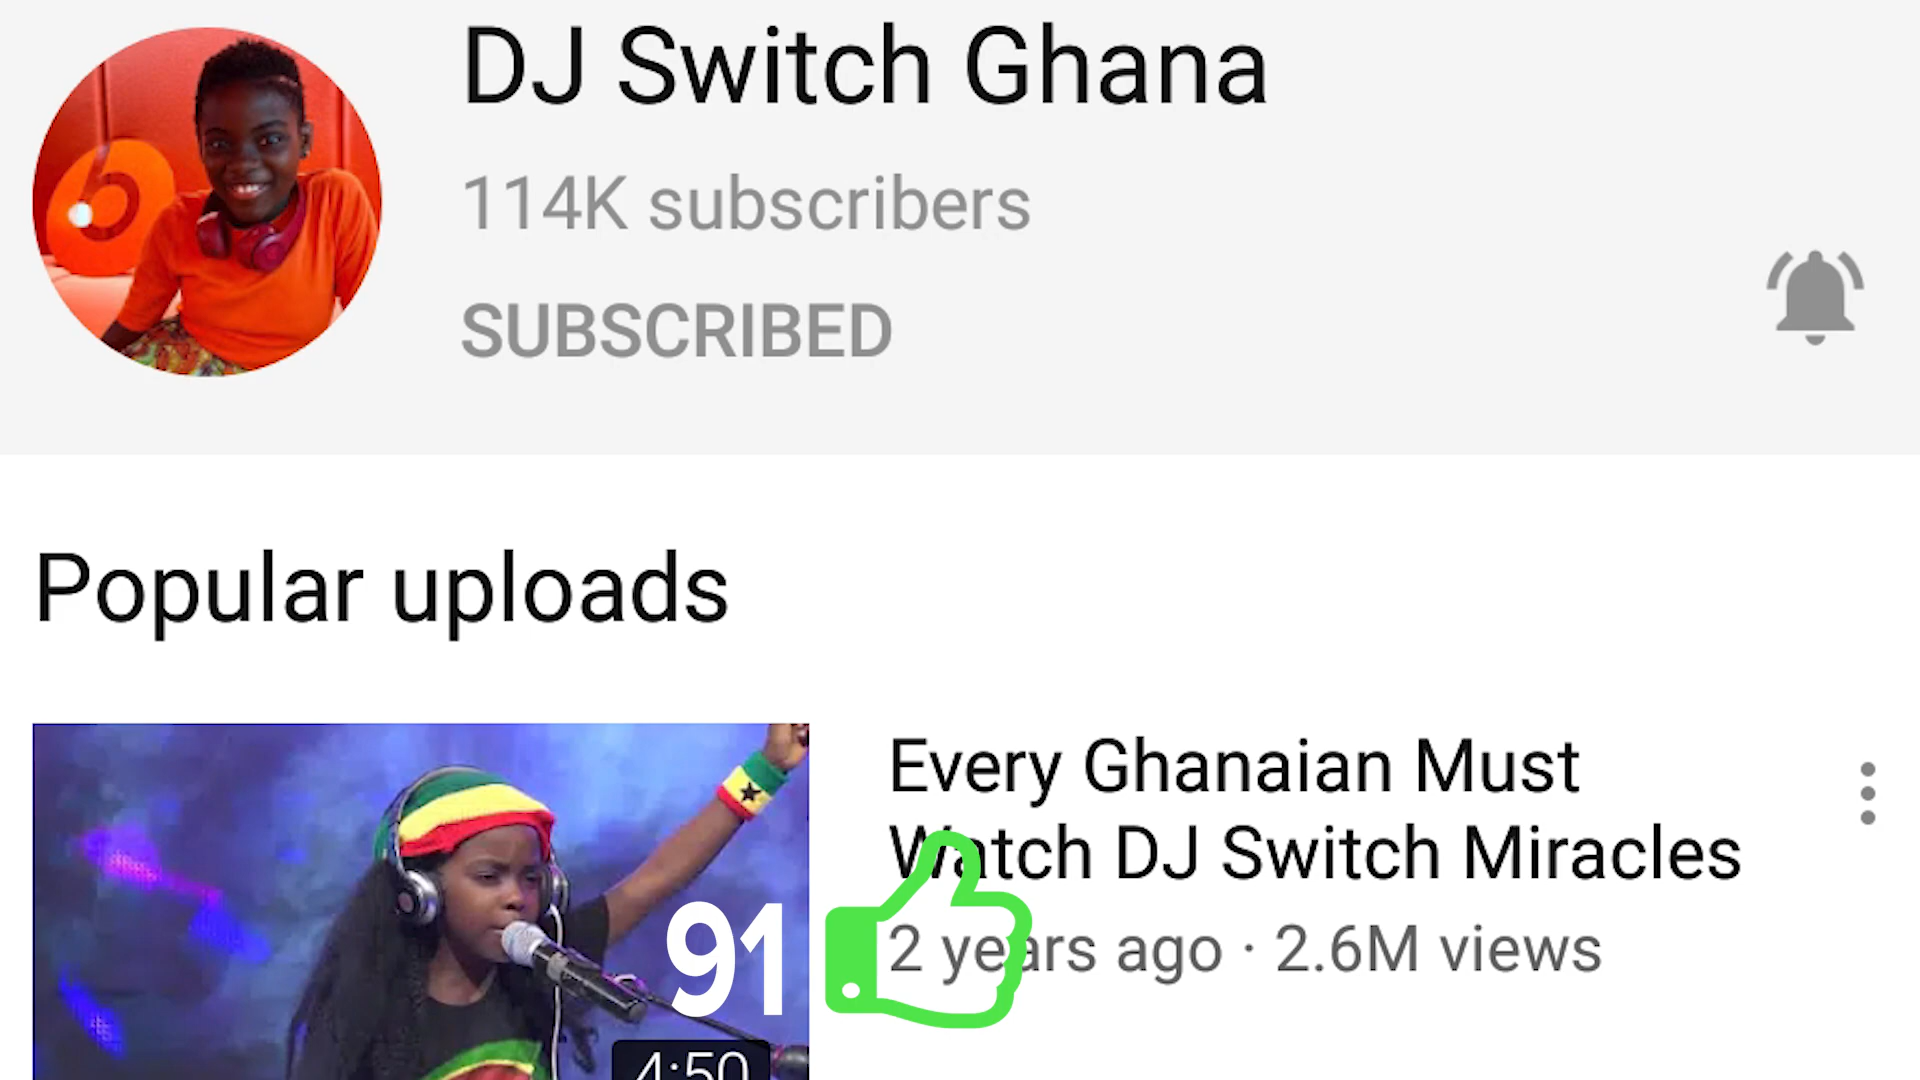 DJ Switch Ghana
114K subscribers
SUBSCRIBED
Popular uploads
Every Ghanaian Must
Watch DJ Switch Miracles
2 years ago · 2.6M views
91
4:50